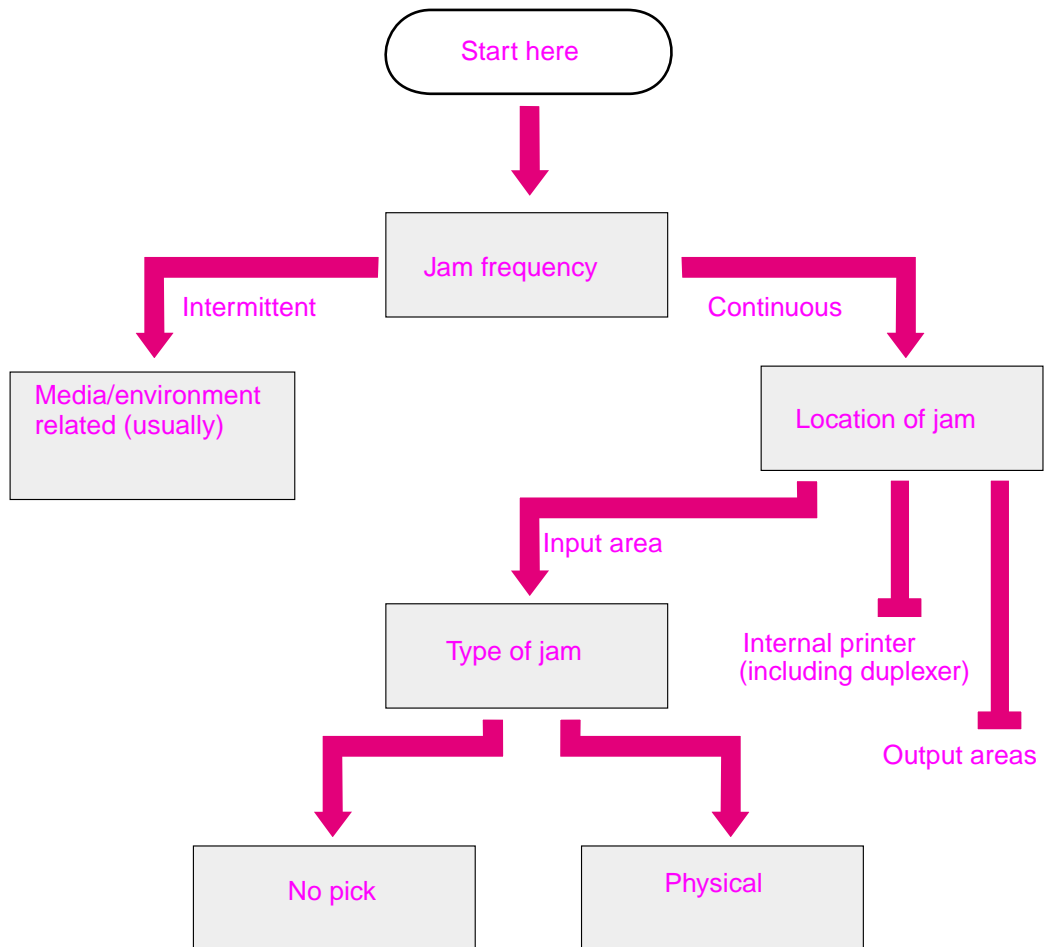 Start here
Jam frequency
Intermittent
Continuous
Media/environment
related (usually)
Location of jam
Input area
Type of jam
Internal printer
(including duplexer)
Output areas
No pick
Physical